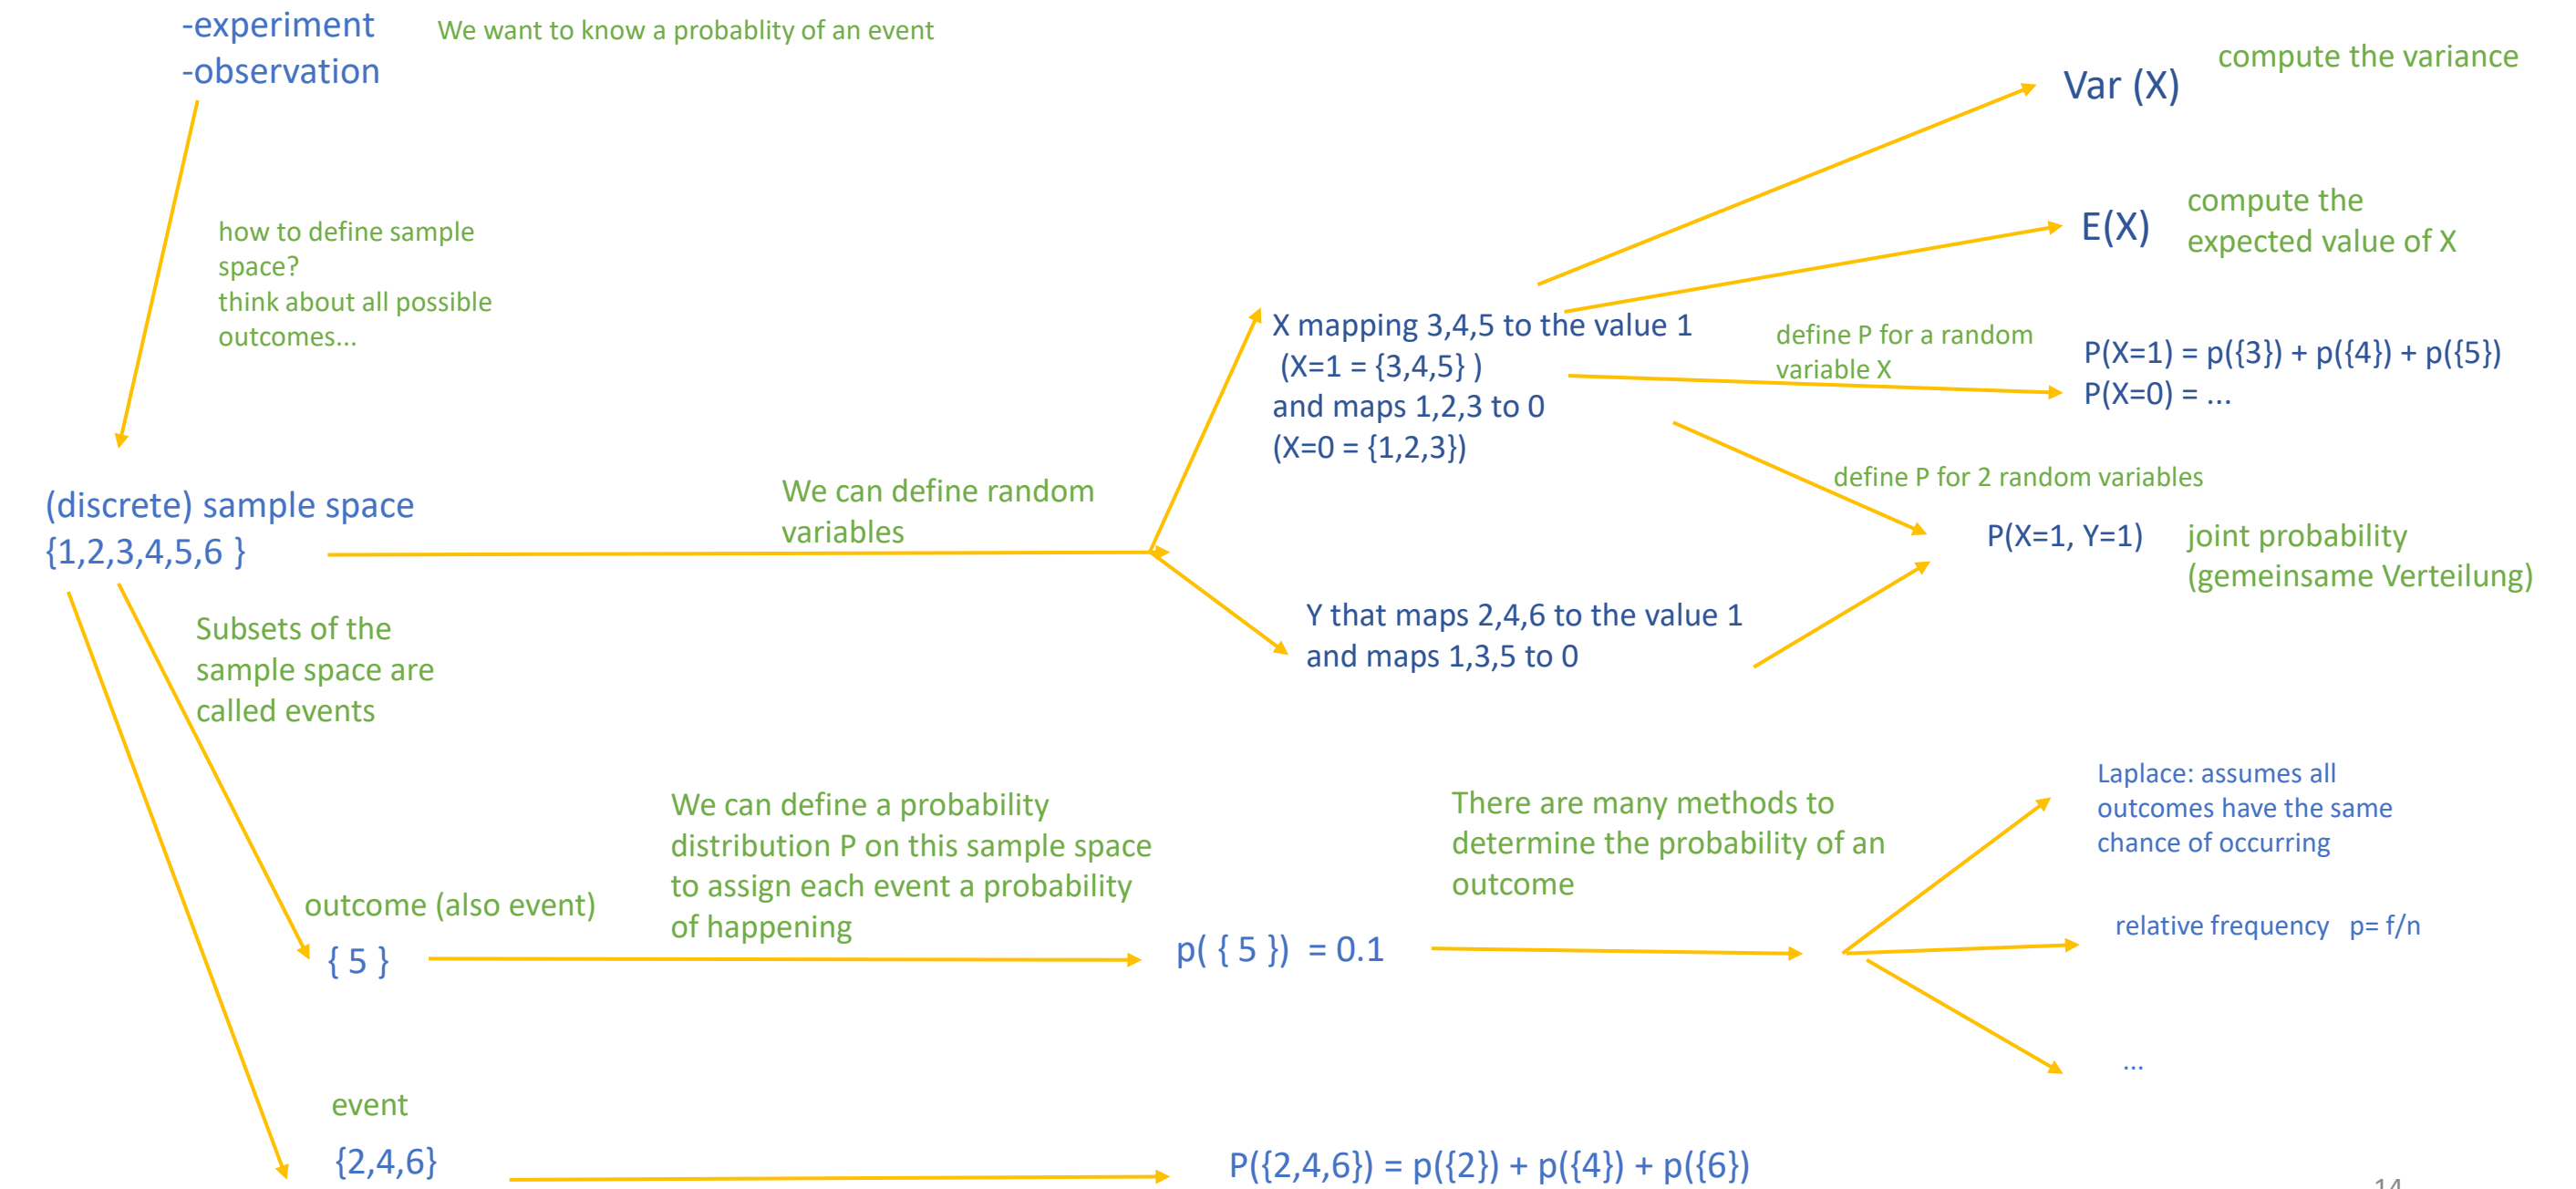 -experiment
-observation
We want to know a probablity of an event
how to define sample
space?
think about all possible
outcomes...
(discrete) sample space
{1,2,3,4,5,6 }
We can define random
variables
X mapping 3,4,5 to the value 1
(X=1 = {3,4,5} )
and maps 1,2,3 to 0
(X=0 = {1,2,3})
Y that maps 2,4,6 to the value 1
and maps 1,3,5 to 0
Var (X)
compute the variance
E(X)
compute the
expected value of X
define P for a random
variable X
P(X=1) = p({3}) + p({4}) + p({5})
P(X=0) = ...
define P for 2 random variables
P(X=1, Y=1)
joint probability
(gemeinsame Verteilung)
Subsets of the
sample space are
called events
outcome (also event)
{ 5 }
We can define a probability
distribution P on this sample space
to assign each event a probability
of happening
p( { 5 }) = 0.1
There are many methods to
determine the probability of an
outcome
Laplace: assumes all
outcomes have the same
chance of occurring
relative frequency p= f/n
...
event
{2,4,6}
P({2,4,6}) = p({2}) + p({4}) + p({6})
14